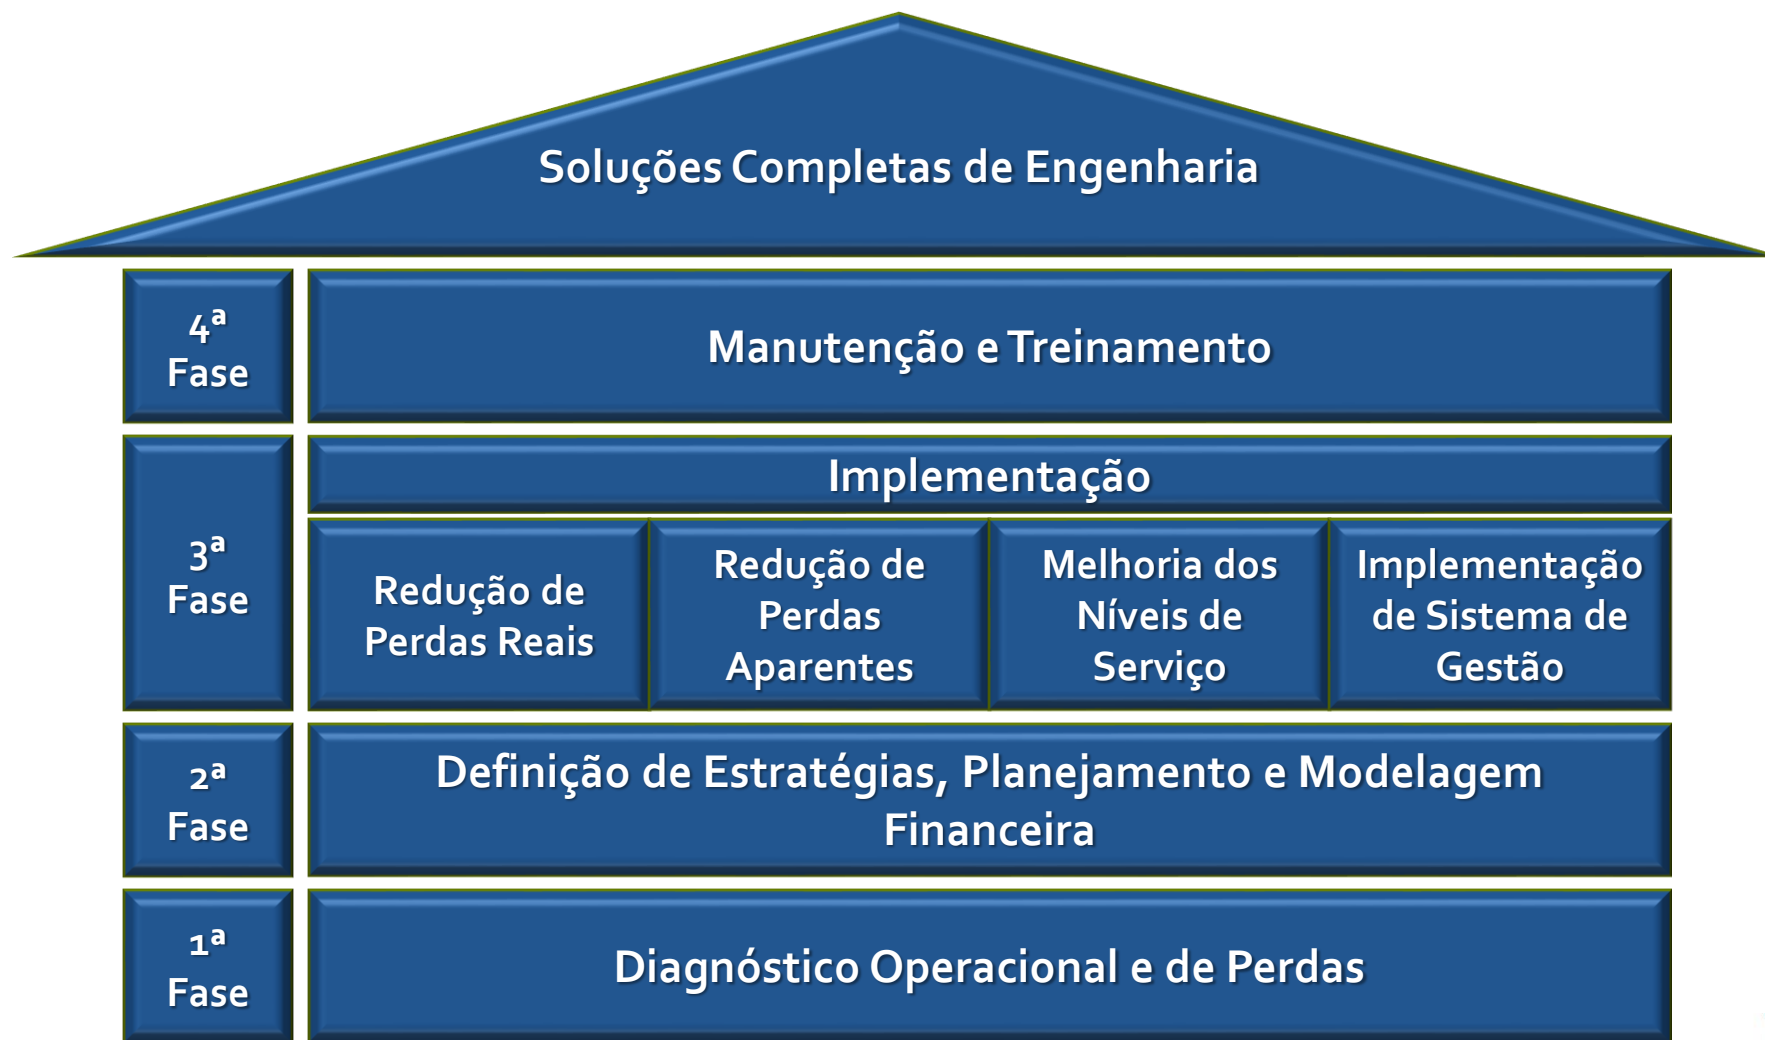 Soluções Completas de Engenharia
4ª
Fase
Manutenção e Treinamento
3ª
Fase
Implementação
Redução de
Perdas Reais
Redução de
Perdas
Aparentes
Melhoria dos
Níveis de
Serviço
Implementação
de Sistema de
Gestão
2ª
Fase
Definição de Estratégias, Planejamento e Modelagem
Financeira
1ª
Fase
Diagnóstico Operacional e de Perdas